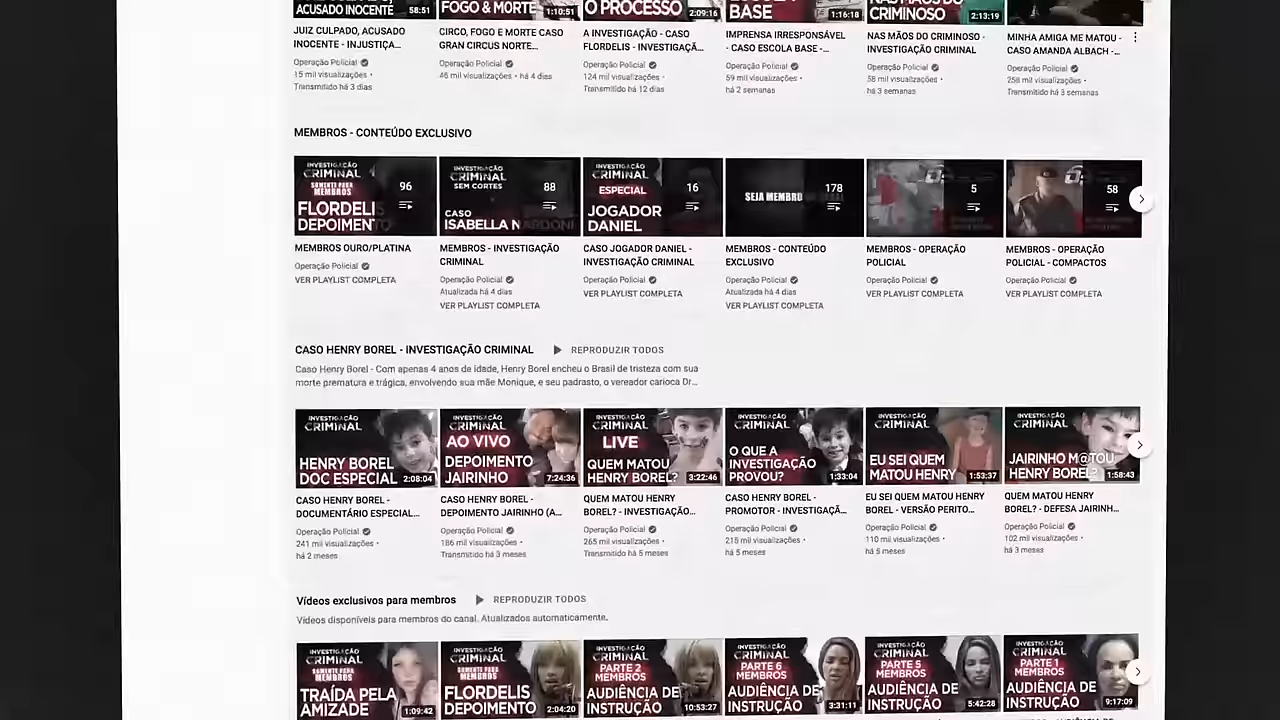 ACUSADO INOCENTE 58:51
FOGO & MORTE 1:10:51
O PROCESSO 2:09:16
BASE 1:16:18
NAS MÃOS DO
CRIMINOSO 2:13:19
JUIZ CULPADO, ACUSADO
INOCENTE - INJUSTIÇA...
Operação Policial
15 mil visualizações •
Transmitido há 3 dias
CIRCO, FOGO E MORTE CASO
GRAN CIRCUS NORTE...
Operação Policial
46 mil visualizações • há 4 dias
A INVESTIGAÇÃO - CASO
FLORDELIS - INVESTIGAÇÃ...
Operação Policial
124 mil visualizações •
Transmitido há 12 dias
IMPRENSA IRRESPONSÁVEL
- CASO ESCOLA BASE -...
Operação Policial
59 mil visualizações •
há 2 semanas
NAS MÃOS DO CRIMINOSO -
INVESTIGAÇÃO CRIMINAL
Operação Policial
58 mil visualizações •
há 3 semanas
MINHA AMIGA ME MATOU -
CASO AMANDA ALBACH -...
Operação Policial
258 mil visualizações •
Transmitido há 3 semanas
MEMBROS - CONTEÚDO EXCLUSIVO
INVESTIGAÇÃO
CRIMINAL
SOMENTE PARA
MEMBROS
FLORDELIS
DEPOIMENTO
96
INVESTIGAÇÃO
CRIMINAL
SEM CORTES
CASO
ISABELLA NARDONI
88
INVESTIGAÇÃO
CRIMINAL
ESPECIAL
JOGADOR
DANIEL
16
SEJA MEMBRO
178
5
58
MEMBROS OURO/PLATINA
Operação Policial
VER PLAYLIST COMPLETA
MEMBROS - INVESTIGAÇÃO
CRIMINAL
Operação Policial
Atualizada há 4 dias
VER PLAYLIST COMPLETA
CASO JOGADOR DANIEL -
INVESTIGAÇÃO CRIMINAL
Operação Policial
VER PLAYLIST COMPLETA
MEMBROS - CONTEÚDO
EXCLUSIVO
Operação Policial
Atualizada há 4 dias
VER PLAYLIST COMPLETA
MEMBROS - OPERAÇÃO
POLICIAL
Operação Policial
VER PLAYLIST COMPLETA
MEMBROS - OPERAÇÃO
POLICIAL - COMPACTOS
Operação Policial
VER PLAYLIST COMPLETA
CASO HENRY BOREL - INVESTIGAÇÃO CRIMINAL REPRODUZIR TODOS
Caso Henry Borel - Com apenas 4 anos de idade, Henry Borel encheu o Brasil de tristeza com sua
morte prematura e trágica, envolvendo sua mãe Monique, e seu padrasto, o vereador carioca Dr...
INVESTIGAÇÃO
CRIMINAL
HENRY BOREL
DOC ESPECIAL 2:08:04
INVESTIGAÇÃO
CRIMINAL
AO VIVO
DEPOIMENTO
JAIRINHO 7:24:36
INVESTIGAÇÃO
CRIMINAL
LIVE
QUEM MATOU
HENRY BOREL? 3:22:46
INVESTIGAÇÃO
CRIMINAL
O QUE A
INVESTIGAÇÃO
PROVOU? 1:33:04
INVESTIGAÇÃO
CRIMINAL
EU SEI QUEM
MATOU HENRY 1:53:37
INVESTIGAÇÃO
CRIMINAL
JAIRINHO M@TOU
HENRY BOREL? 1:58:43
CASO HENRY BOREL -
DOCUMENTÁRIO ESPECIAL...
Operação Policial
241 mil visualizações •
há 2 meses
CASO HENRY BOREL -
DEPOIMENTO JAIRINHO (A...
Operação Policial
186 mil visualizações •
Transmitido há 3 meses
QUEM MATOU HENRY
BOREL? - INVESTIGAÇÃO...
Operação Policial
265 mil visualizações •
Transmitido há 5 meses
CASO HENRY BOREL -
PROMOTOR - INVESTIGAÇÃ...
Operação Policial
215 mil visualizações •
há 5 meses
EU SEI QUEM MATOU HENRY
BOREL - VERSÃO PERITO...
Operação Policial
110 mil visualizações •
há 5 meses
QUEM MATOU HENRY
BOREL? - DEFESA JAIRINH...
Operação Policial
102 mil visualizações •
há 3 meses
Vídeos exclusivos para membros REPRODUZIR TODOS
Vídeos disponíveis para membros do canal. Atualizados automaticamente.
INVESTIGAÇÃO
CRIMINAL
SOMENTE PARA
MEMBROS
TRAÍDA PELA
AMIZADE 1:09:42
INVESTIGAÇÃO
CRIMINAL
SOMENTE PARA
MEMBROS
FLORDELIS
DEPOIMENTO 2:04:20
INVESTIGAÇÃO
CRIMINAL
PARTE 2
MEMBROS
AUDIÊNCIA DE
INSTRUÇÃO 10:53:27
INVESTIGAÇÃO
CRIMINAL
PARTE 6
MEMBROS
AUDIÊNCIA DE
INSTRUÇÃO 3:31:11
INVESTIGAÇÃO
CRIMINAL
PARTE 5
MEMBROS
AUDIÊNCIA DE
INSTRUÇÃO 5:42:28
INVESTIGAÇÃO
CRIMINAL
PARTE 1
MEMBROS
AUDIÊNCIA DE
INSTRUÇÃO 9:17:09